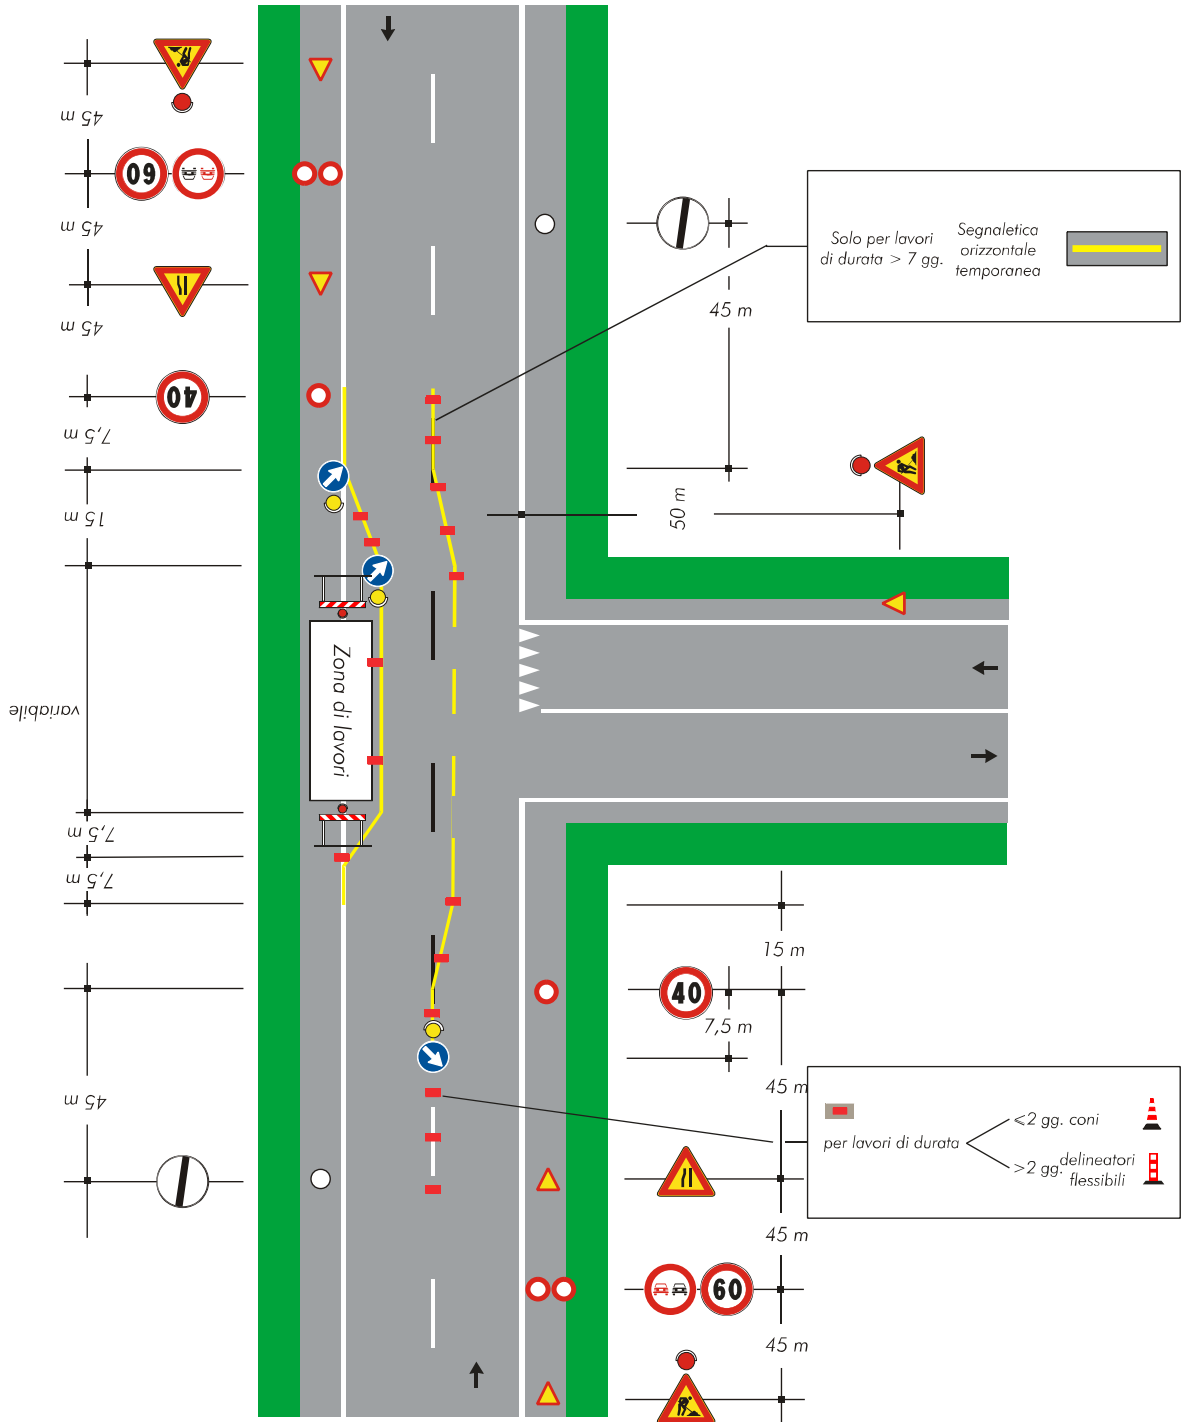 45 m
60
45 m
45 m
40
7,5 m
15 m
variabile
7,5 m
7,5 m
45 m
Zona di lavori
Solo per lavori
di durata > 7 gg.
Segnaletica
orizzontale
temporanea
45 m
50 m
15 m
40
7,5 m
45 m
per lavori di durata
≤2 gg. coni
>2 gg. delineatori
flessibili
45 m
60
45 m